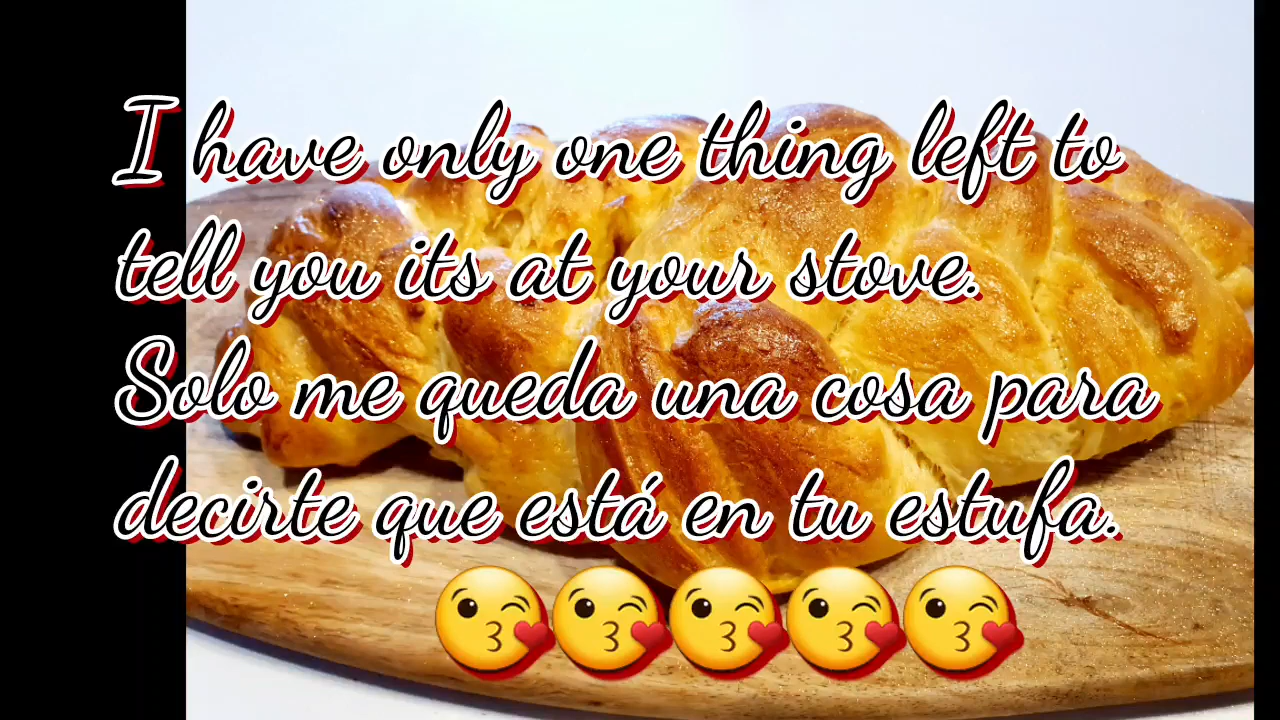 I have only one thing left to
tell you its at your stove.
Solo me queda una cosa para
decirte que está en tu estufa.
😘😘😘😘😘